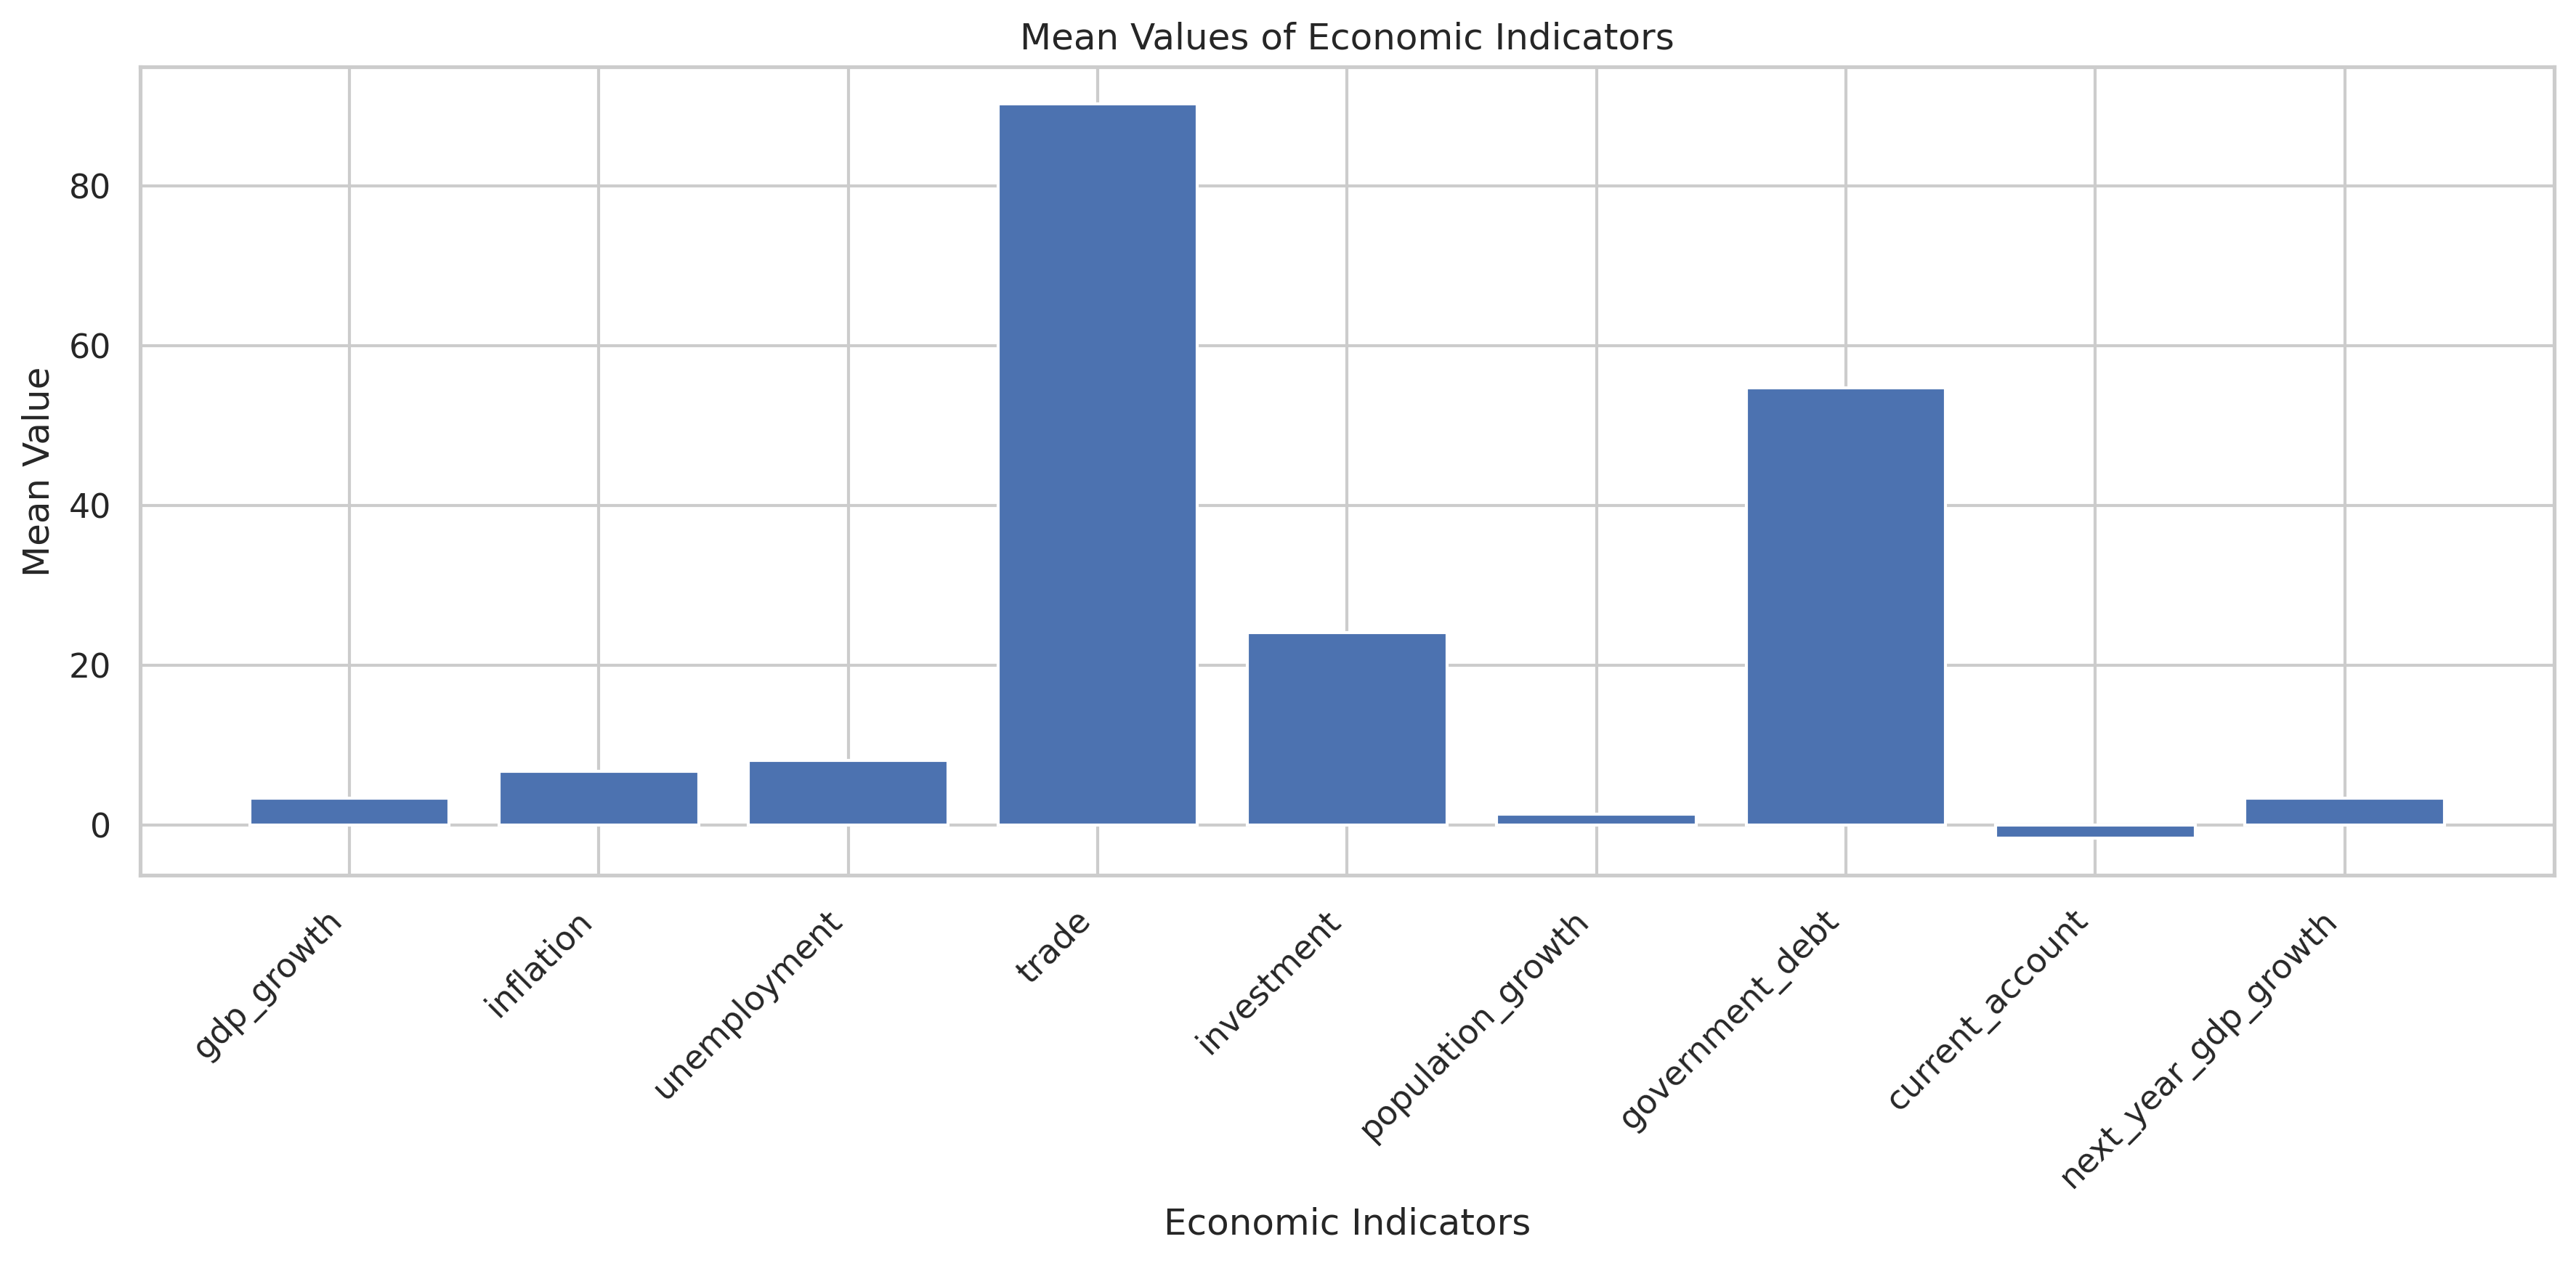 Mean Values of Economic Indicators
Mean Value
80
60
40
20
0
gdp_growth
inflation
unemployment
trade
investment
population_growth
government_debt
current_account
next_year_gdp_growth
Economic Indicators